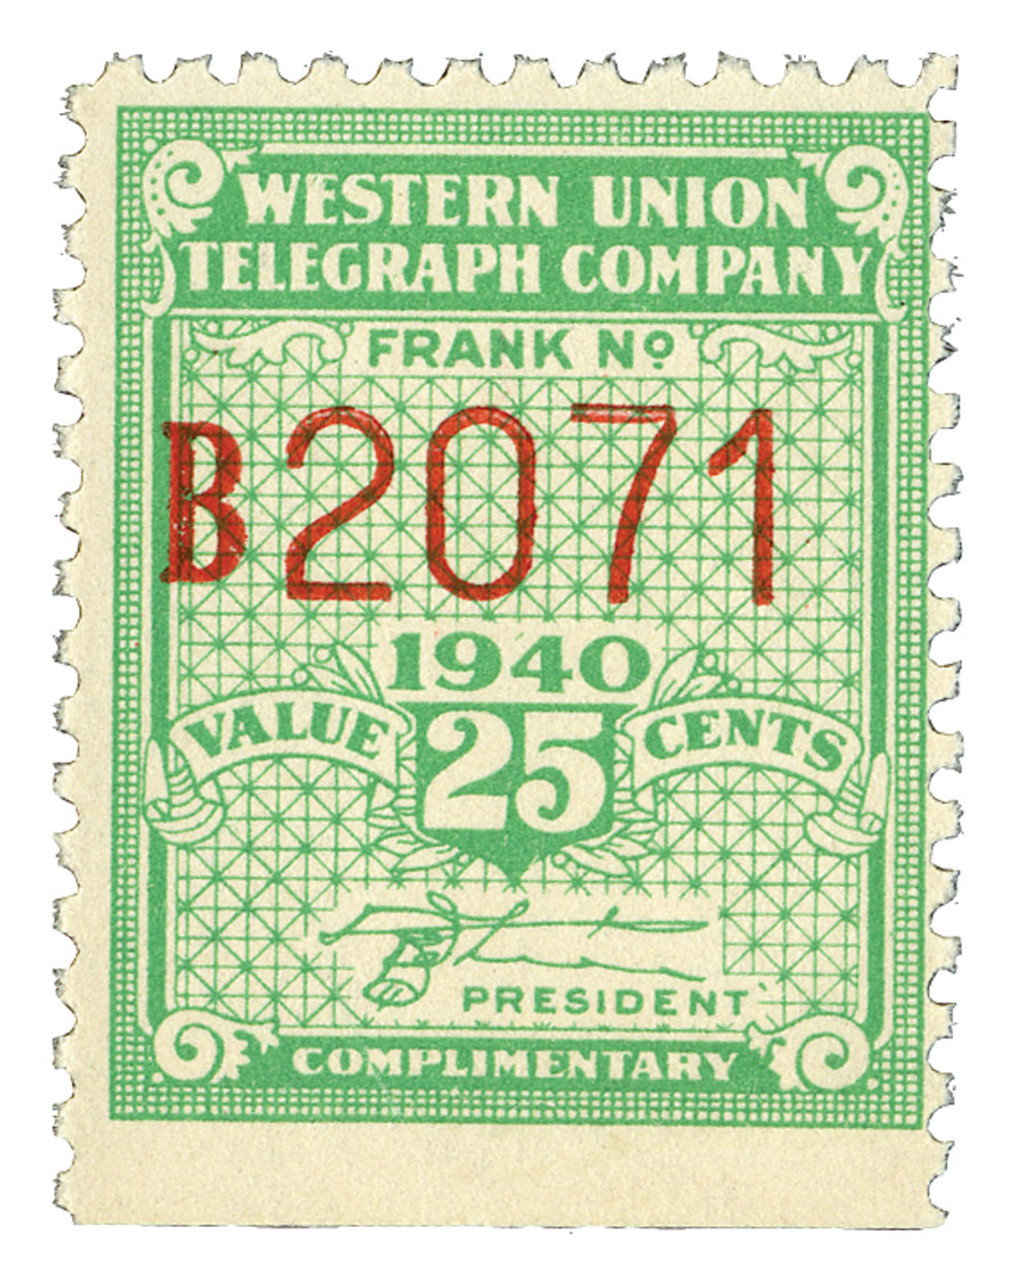 WESTERN UNION
TELEGRAPH COMPANY
FRANK Nº
B2071
1940
VALUE 25 CENTS
PRESIDENT
COMPLIMENTARY